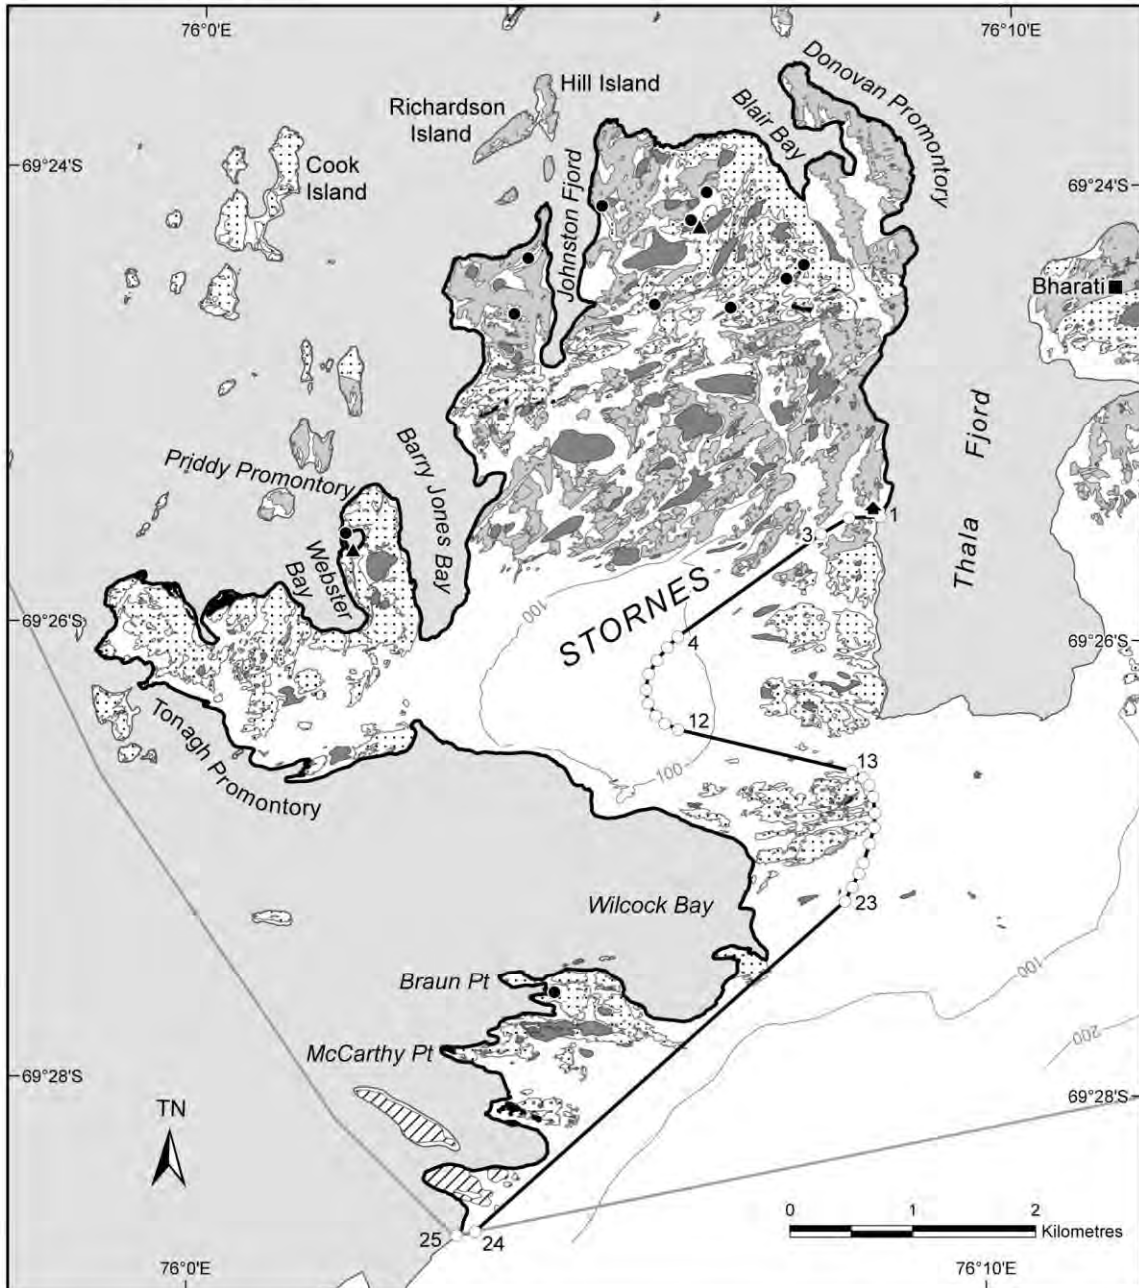 76°0'E
76°10'E
Donovan Promontory
Hill Island
Richardson
Island
Blair Bay
69°24'S
Cook
Island
69°24'S
Johnston Fjord
Bharati
Priddy Promontory
Barry Jones Bay
Thala Fjord
1
3
Webster
Bay
100
STORNES
69°26'S
69°26'S
4
12
Tonagh Promontory
100
13
Wilcock Bay
23
Braun Pt
100
200
McCarthy Pt
69°28'S
69°28'S
TN
0 1 2
Kilometres
25
24
76°0'E
76°10'E